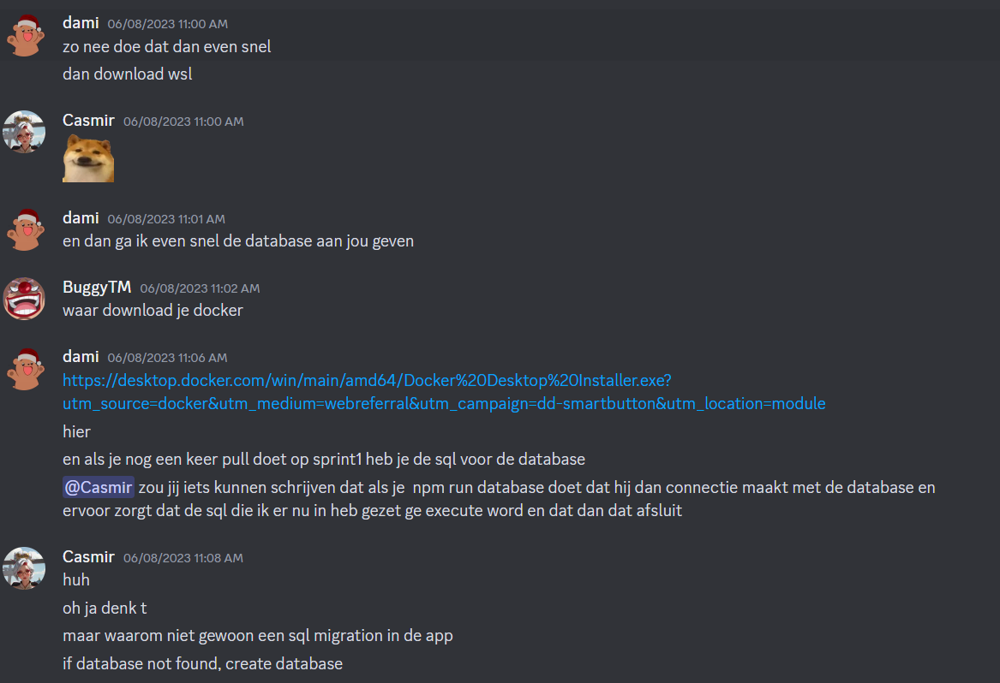 dami 06/08/2023 11:00 AM
zo nee doe dat dan even snel
dan download wsl
Casmir 06/08/2023 11:00 AM
dami 06/08/2023 11:01 AM
en dan ga ik even snel de database aan jou geven
BuggyTM 06/08/2023 11:02 AM
waar download je docker
dami 06/08/2023 11:06 AM
https://desktop.docker.com/win/main/amd64/Docker%20Desktop%20Installer.exe?
utm_source=docker&utm_medium=webreferral&utm_campaign=dd-smartbutton&utm_location=module
hier
en als je nog een keer pull doet op sprint1 heb je de sql voor de database
@Casmir zou jij iets kunnen schrijven dat als je  npm run database doet dat hij dan connectie maakt met de database en
ervoor zorgt dat de sql die ik er nu in heb gezet ge execute word en dat dan dat afsluit
Casmir 06/08/2023 11:08 AM
huh
oh ja denk t
maar waarom niet gewoon een sql migration in de app
if database not found, create database